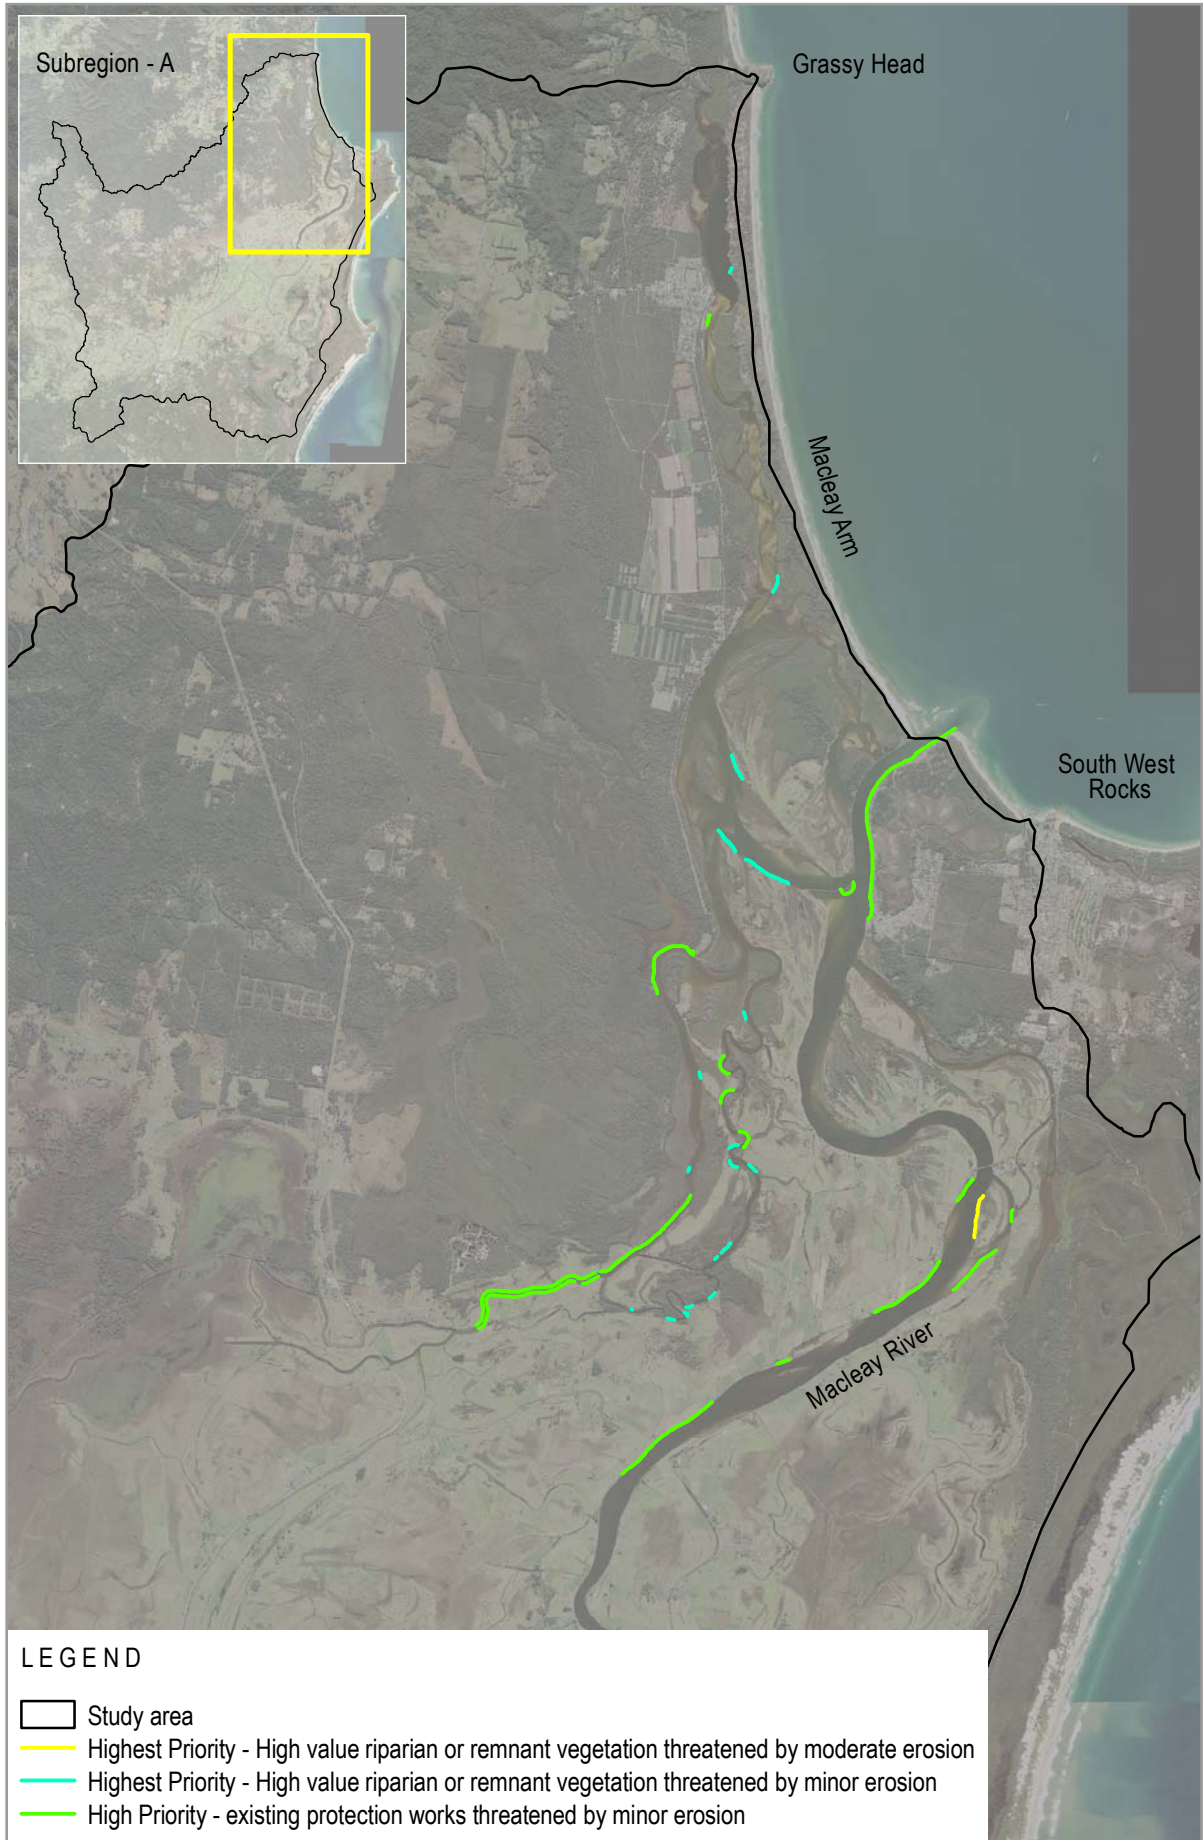 Subregion - A
Grassy Head
Macleay Arm
South West
Rocks
Macleay River
LEGEND
Study area
Highest Priority - High value riparian or remnant vegetation threatened by moderate erosion
Highest Priority - High value riparian or remnant vegetation threatened by minor erosion
High Priority - existing protection works threatened by minor erosion